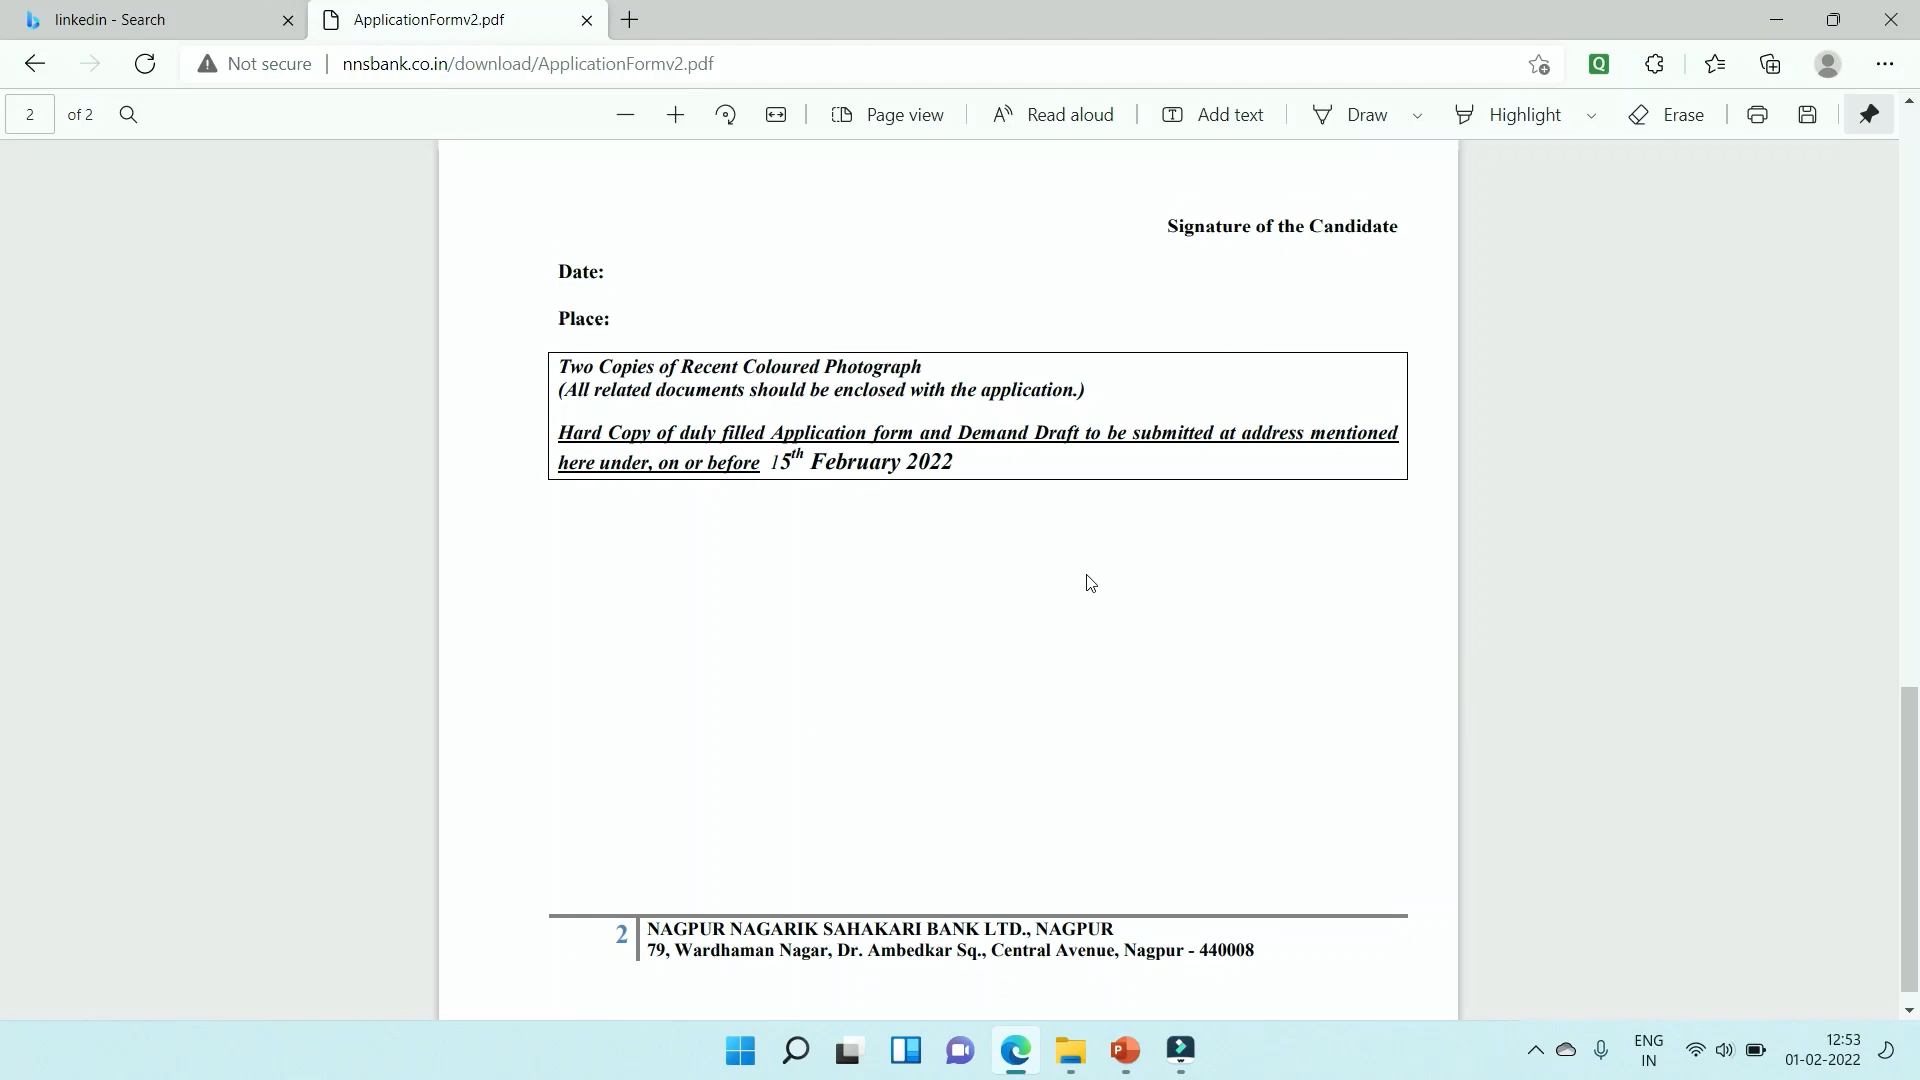 linkedin - Search
ApplicationFormv2.pdf
Not secure
nnsbank.co.in/download/ApplicationFormv2.pdf
Q
2 of 2
Page view
Read aloud
Add text
Draw
Highlight
Erase
Signature of the Candidate
Date:
Place:
Two Copies of Recent Coloured Photograph
(All related documents should be enclosed with the application.)
Hard Copy of duly filled Application form and Demand Draft to be submitted at address mentioned
here under, on or before 15th February 2022
2
NAGPUR NAGARIK SAHAKARI BANK LTD., NAGPUR
79, Wardhaman Nagar, Dr. Ambedkar Sq., Central Avenue, Nagpur - 440008
P
ENG
IN
12:53
01-02-2022